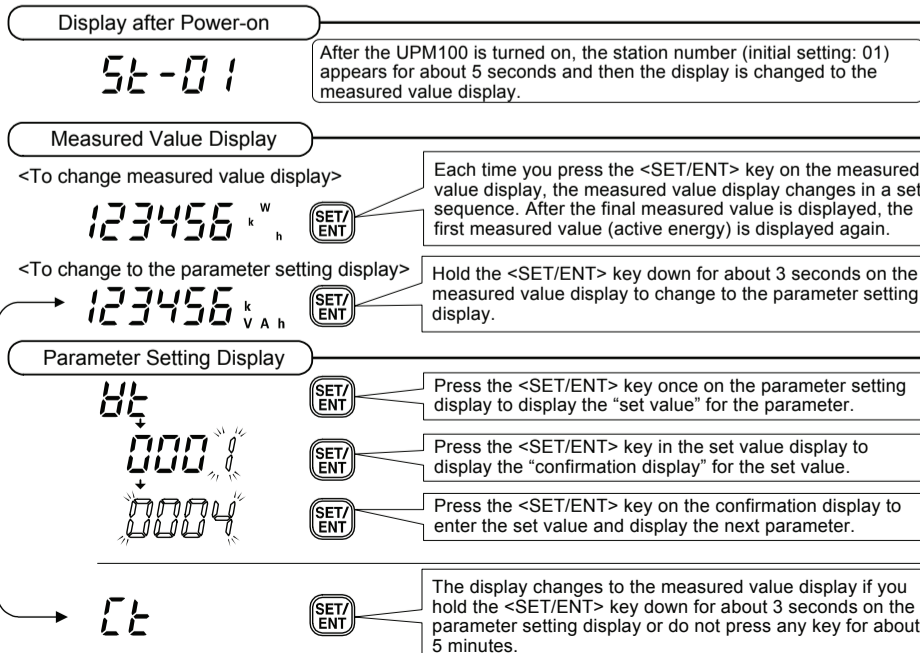 Display after Power-on
St-01
After the UPM100 is turned on, the station number (initial setting: 01)
appears for about 5 seconds and then the display is changed to the
measured value display.
Measured Value Display
<To change measured value display>
123456 k W h
SET/
ENT
Each time you press the <SET/ENT> key on the measured
value display, the measured value display changes in a set
sequence. After the final measured value is displayed, the
first measured value (active energy) is displayed again.
<To change to the parameter setting display>
123456 k
V A h
SET/
ENT
Hold the <SET/ENT> key down for about 3 seconds on the
measured value display to change to the parameter setting
display.
Parameter Setting Display
SET/
ENT
Press the <SET/ENT> key once on the parameter setting
display to display the “set value” for the parameter.
0001
SET/
ENT
Press the <SET/ENT> key in the set value display to
display the “confirmation display” for the set value.
0004
SET/
ENT
Press the <SET/ENT> key on the confirmation display to
enter the set value and display the next parameter.
Ct
SET/
ENT
The display changes to the measured value display if you
hold the <SET/ENT> key down for about 3 seconds on the
parameter setting display or do not press any key for about
5 minutes.